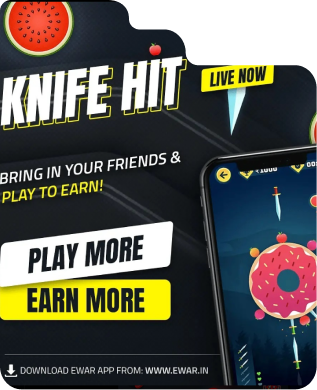 KNIFE HIT
LIVE NOW
BRING IN YOUR FRIENDS &
PLAY TO EARN!
PLAY MORE
EARN MORE
DOWNLOAD EWAR APP FROM: WWW.EWAR.IN